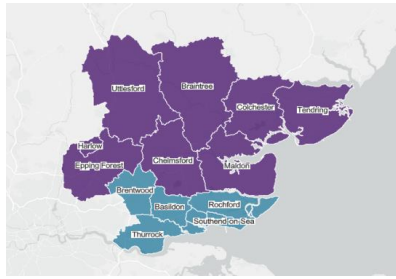 Uttlesford
Braintree
Colchester
Tendring
Harlow
Epping Forest
Chelmsford
Maldon
Brentwood
Basildon
Rochford
Southend-on-Sea
Thurrock